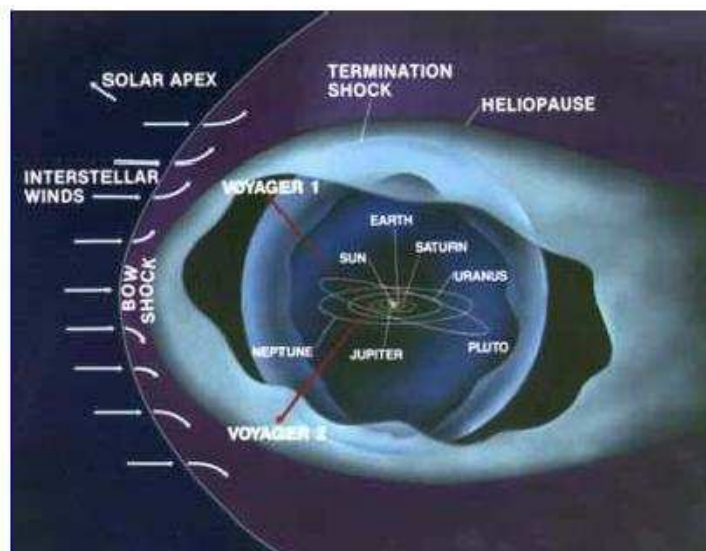 SOLAR APEX
TERMINATION
SHOCK
HELIOPAUSE
INTERSTELLAR
WINDS
VOYAGER 1
EARTH
SATURN
SUN
URANUS
BOW
SHOCK
NEPTUNE
JUPITER
PLUTO
VOYAGER 2